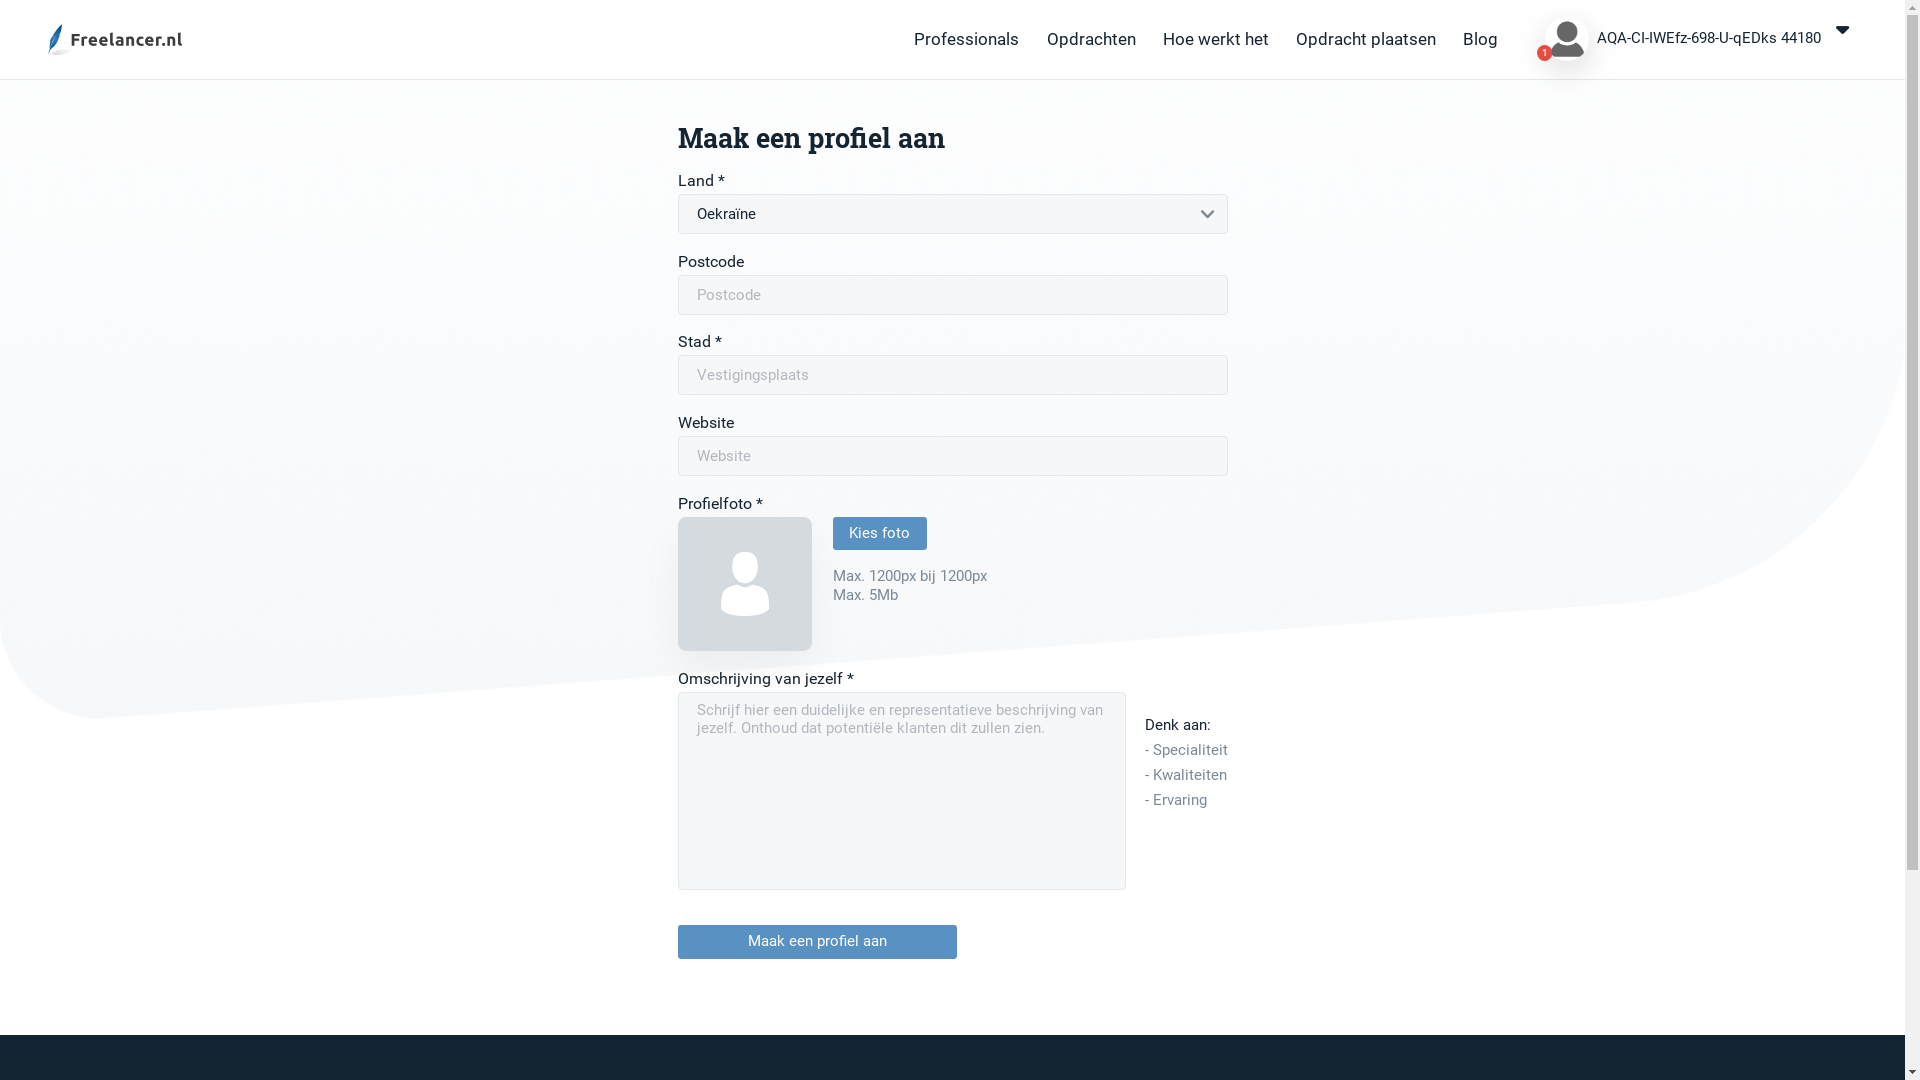 Freelancer.nl
Professionals
Opdrachten
Hoe werkt het
Opdracht plaatsen
Blog
1
AQA-CI-IWEfz-698-U-qEDks 44180
Maak een profiel aan
Land *
Oekraïne
Postcode
Postcode
Stad *
Vestigingsplaats
Website
Website
Profielfoto *
Kies foto
Max. 1200px bij 1200px
Max. 5Mb
Omschrijving van jezelf *
Schrijf hier een duidelijke en representatieve beschrijving van
jezelf. Onthoud dat potentiële klanten dit zullen zien.
Denk aan:
- Specialiteit
- Kwaliteiten
- Ervaring
Maak een profiel aan